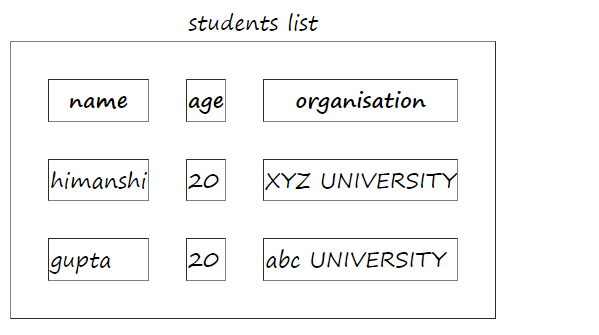 students list
name age organisation
himanshi 20 XYZ UNIVERSITY
gupta 20 abc UNIVERSITY